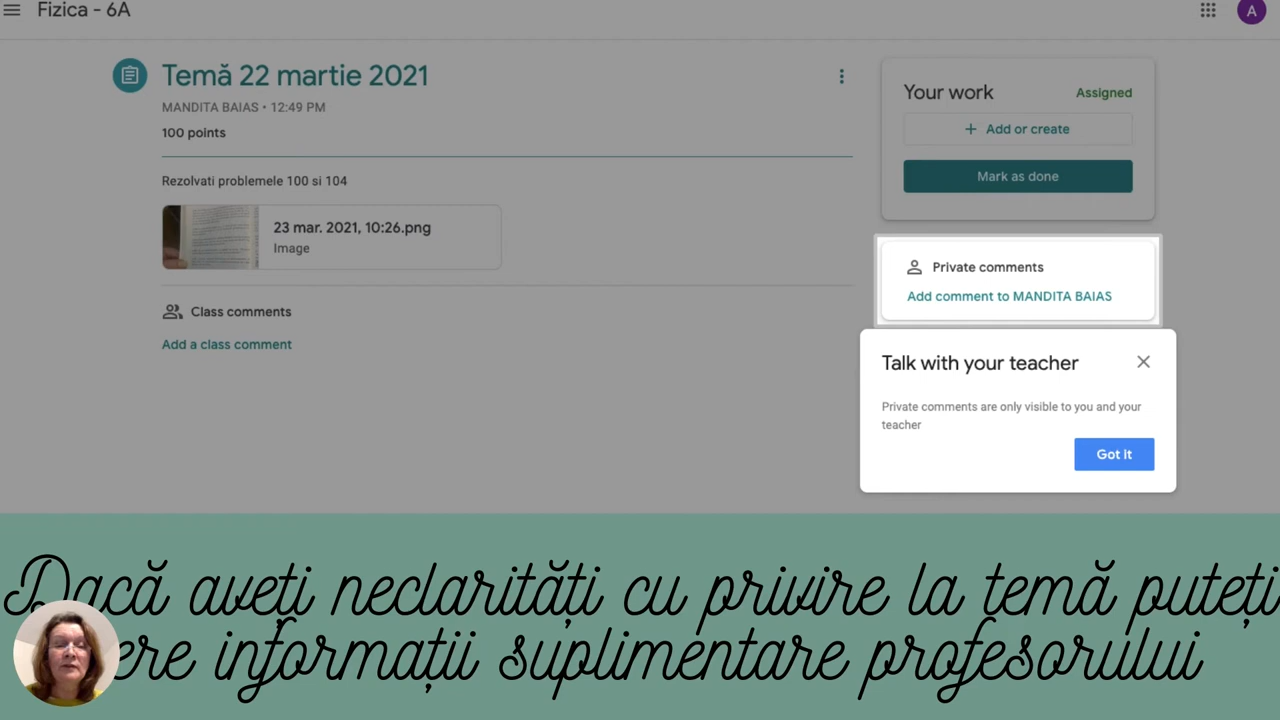 Fizica - 6A
A
Temă 22 martie 2021
MANDITA BAIAS • 12:49 PM
100 points
Rezolvati problemele 100 si 104
23 mar. 2021, 10:26.png
Image
Class comments
Add a class comment
Your work
Assigned
+ Add or create
Mark as done
Private comments
Add comment to MANDITA BAIAS
Talk with your teacher
Private comments are only visible to you and your
teacher
Got it
Dacă aveți neclarități cu privire la temă puteți
ere informații suplimentare profesorului